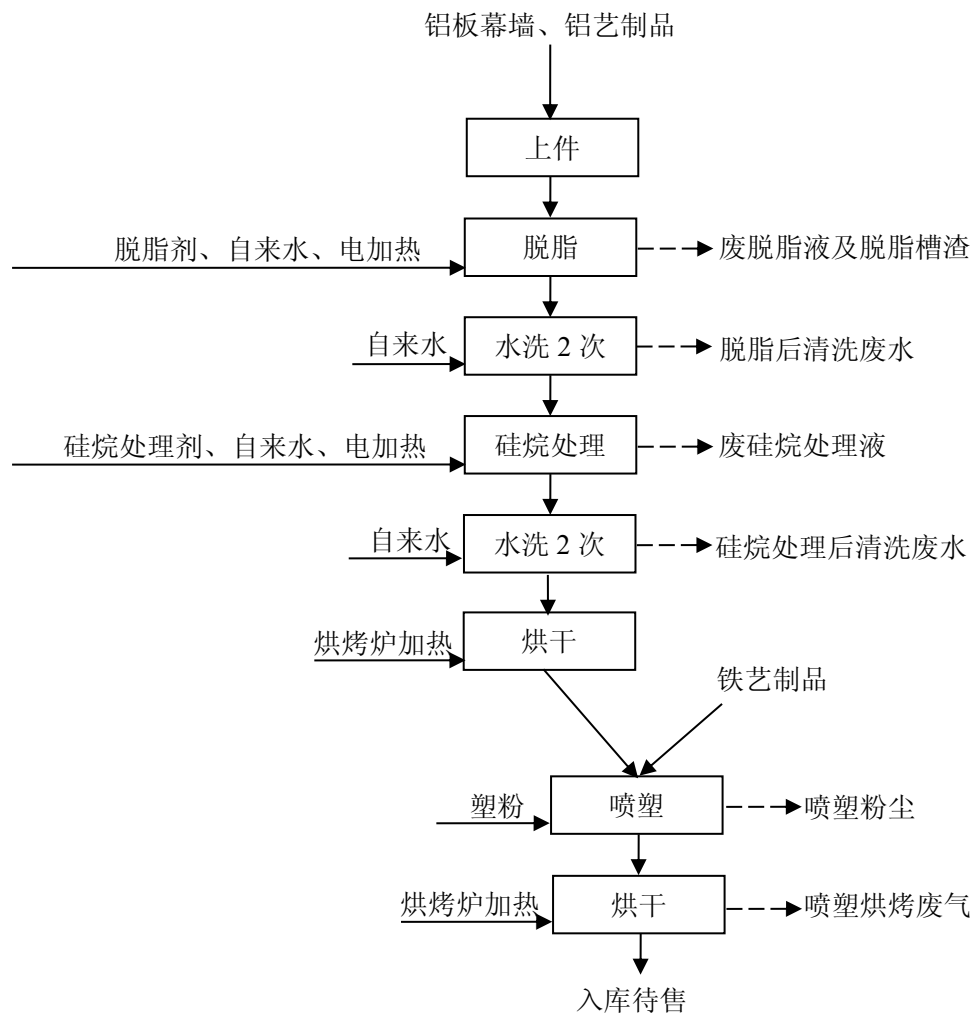 铝板幕墙、铝艺制品
上件
脱脂剂、自来水、电加热
脱脂
废脱脂液及脱脂槽渣
自来水
水洗 2 次
脱脂后清洗废水
硅烷处理剂、自来水、电加热
硅烷处理
废硅烷处理液
自来水
水洗 2 次
硅烷处理后清洗废水
烘烤炉加热
烘干
铁艺制品
塑粉
喷塑
喷塑粉尘
烘烤炉加热
烘干
喷塑烘烤废气
入库待售